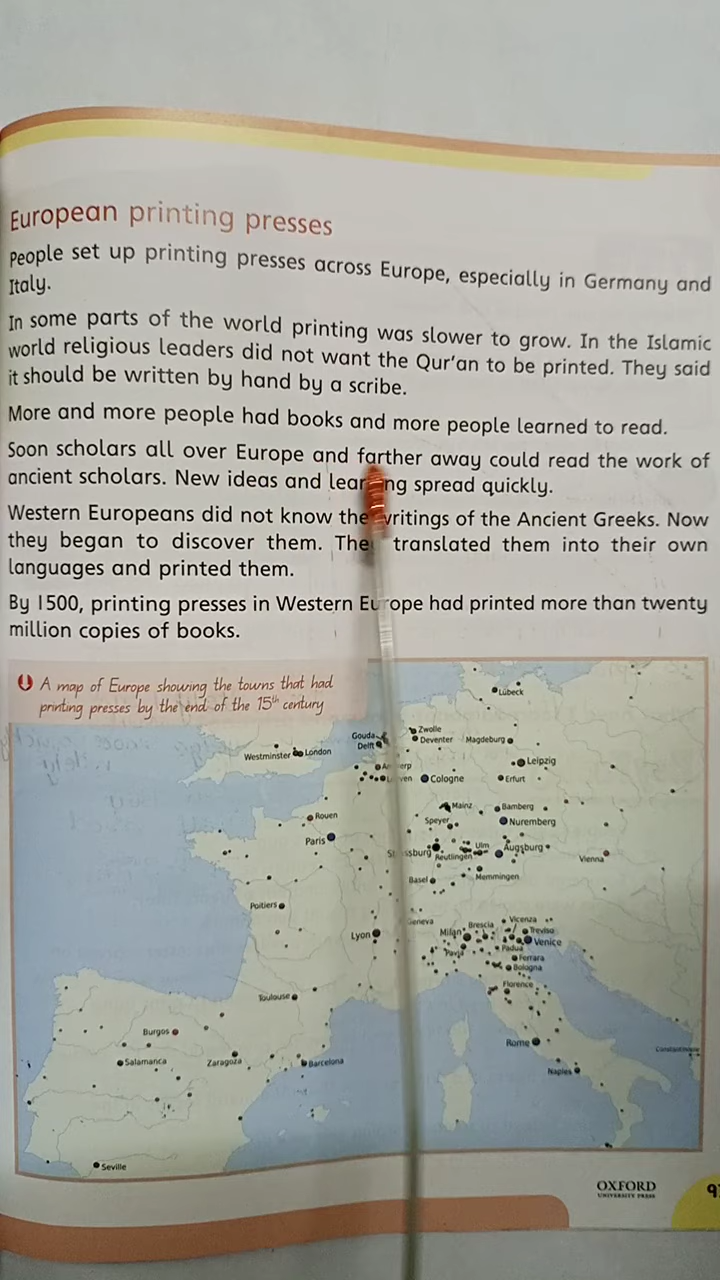 European printing presses
People set up printing presses across Europe, especially in Germany and
Italy.
In some parts of the world printing was slower to grow. In the Islamic
world religious leaders did not want the Qur'an to be printed. They said
it should be written by hand by a scribe.
More and more people had books and more people learned to read.
Soon scholars all over Europe and farther away could read the work of
ancient scholars. New ideas and learning spread quickly.
Western Europeans did not know the writings of the Ancient Greeks. Now
they began to discover them. They translated them into their own
languages and printed them.
By 1500, printing presses in Western Europe had printed more than twenty
million copies of books.
A map of Europe showing the towns that had
printing presses by the end of the 15th century
Lübeck
Gouda
Zwolle
Delft
Deventer
Magdeburg
Westminster
London
Leipzig
Cologne
Erfurt
Mainz
Bamberg
Rouen
Speyer
Nuremberg
Paris
Ulm
Augsburg
Reutlingen
Vienna
Basel
Memmingen
Poitiers
Geneva
Brescia
Vicenza
Lyon
Milan
Treviso
Venice
Padua
Pavia
Ferrara
Bologna
Toulouse
Florence
Burgos
Rome
Salamanca
Zaragoza
Barcelona
Naples
Seville
OXFORD
UNIVERSITY PRESS